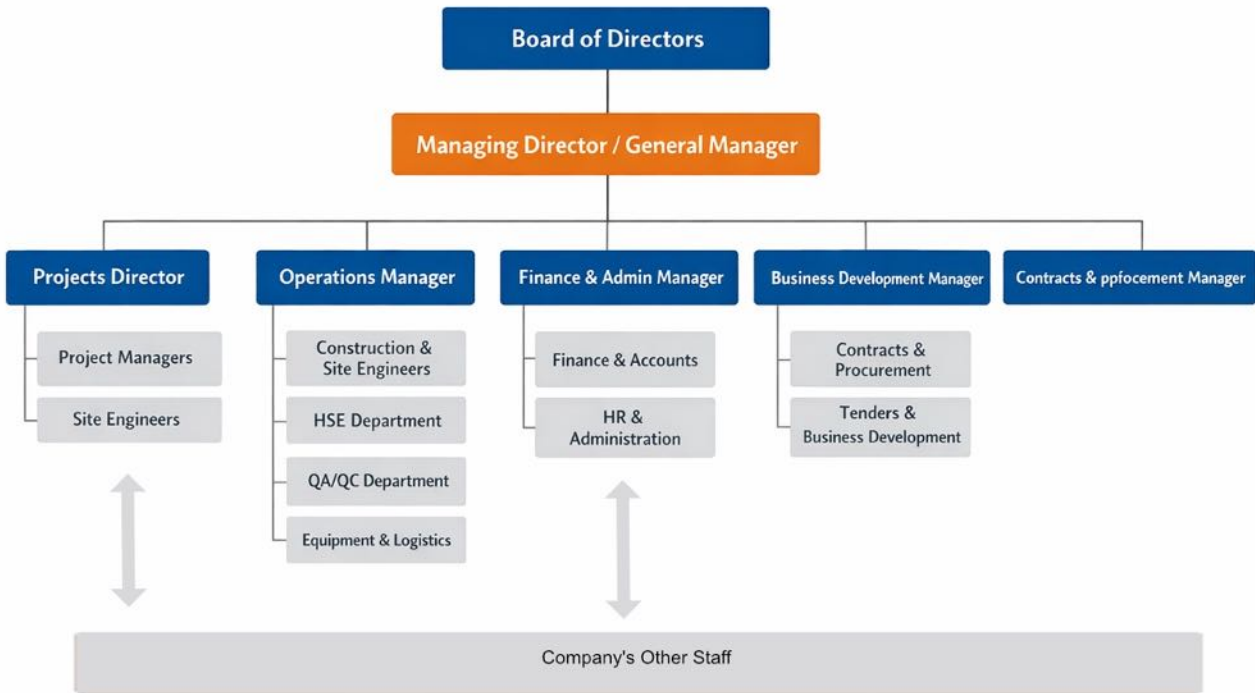 Board of Directors
Managing Director / General Manager
Projects Director
Operations Manager
Finance & Admin Manager
Business Development Manager
Contracts & ppfocement Manager
Project Managers
Site Engineers
Construction &
Site Engineers
HSE Department
QA/QC Department
Equipment & Logistics
Finance & Accounts
HR &
Administration
Contracts &
Procurement
Tenders &
Business Development
Company's Other Staff